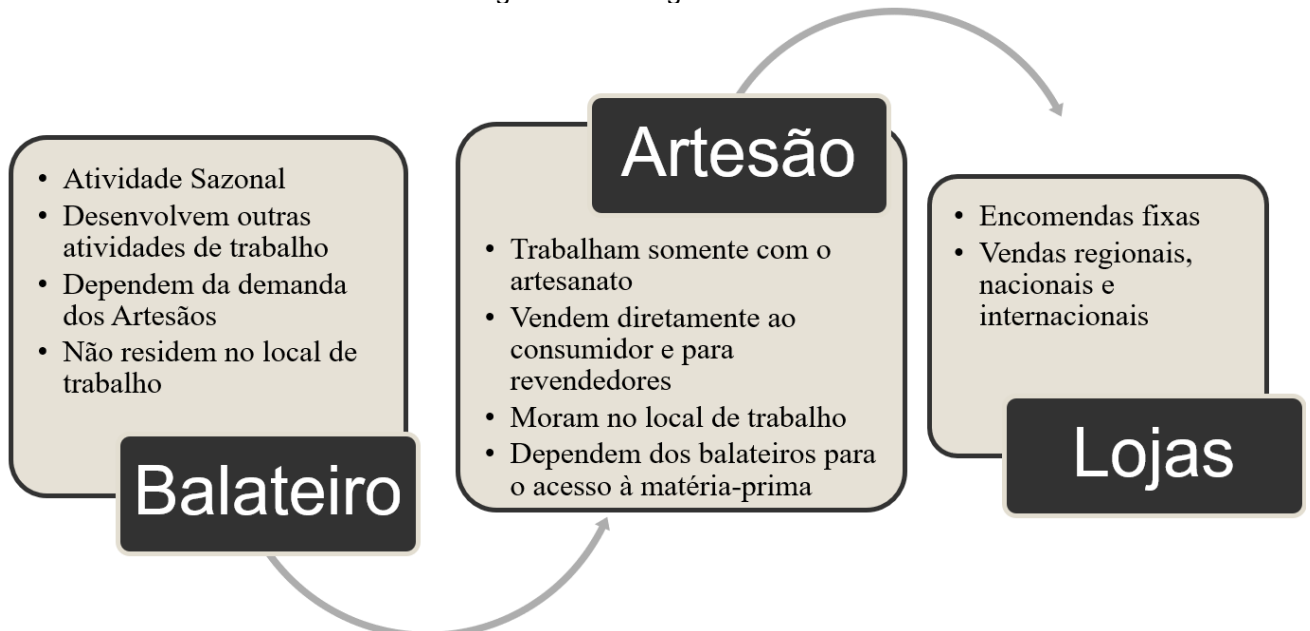 • Atividade Sazonal
• Desenvolvem outras
atividades de trabalho
• Dependem da demanda
dos Artesãos
• Não residem no local de
trabalho
Balateiro
Artesão
• Trabalham somente com o
artesanato
• Vendem diretamente ao
consumidor e para
revendedores
• Moram no local de trabalho
• Dependem dos balateiros para
o acesso à matéria-prima
• Encomendas fixas
• Vendas regionais,
nacionais e
internacionais
Lojas